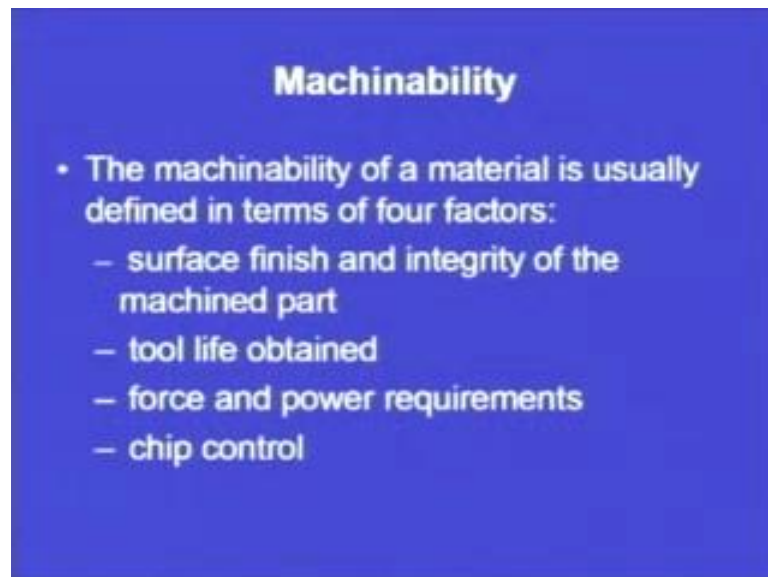 Machinability
• The machinability of a material is usually
defined in terms of four factors:
– surface finish and integrity of the
machined part
– tool life obtained
– force and power requirements
– chip control